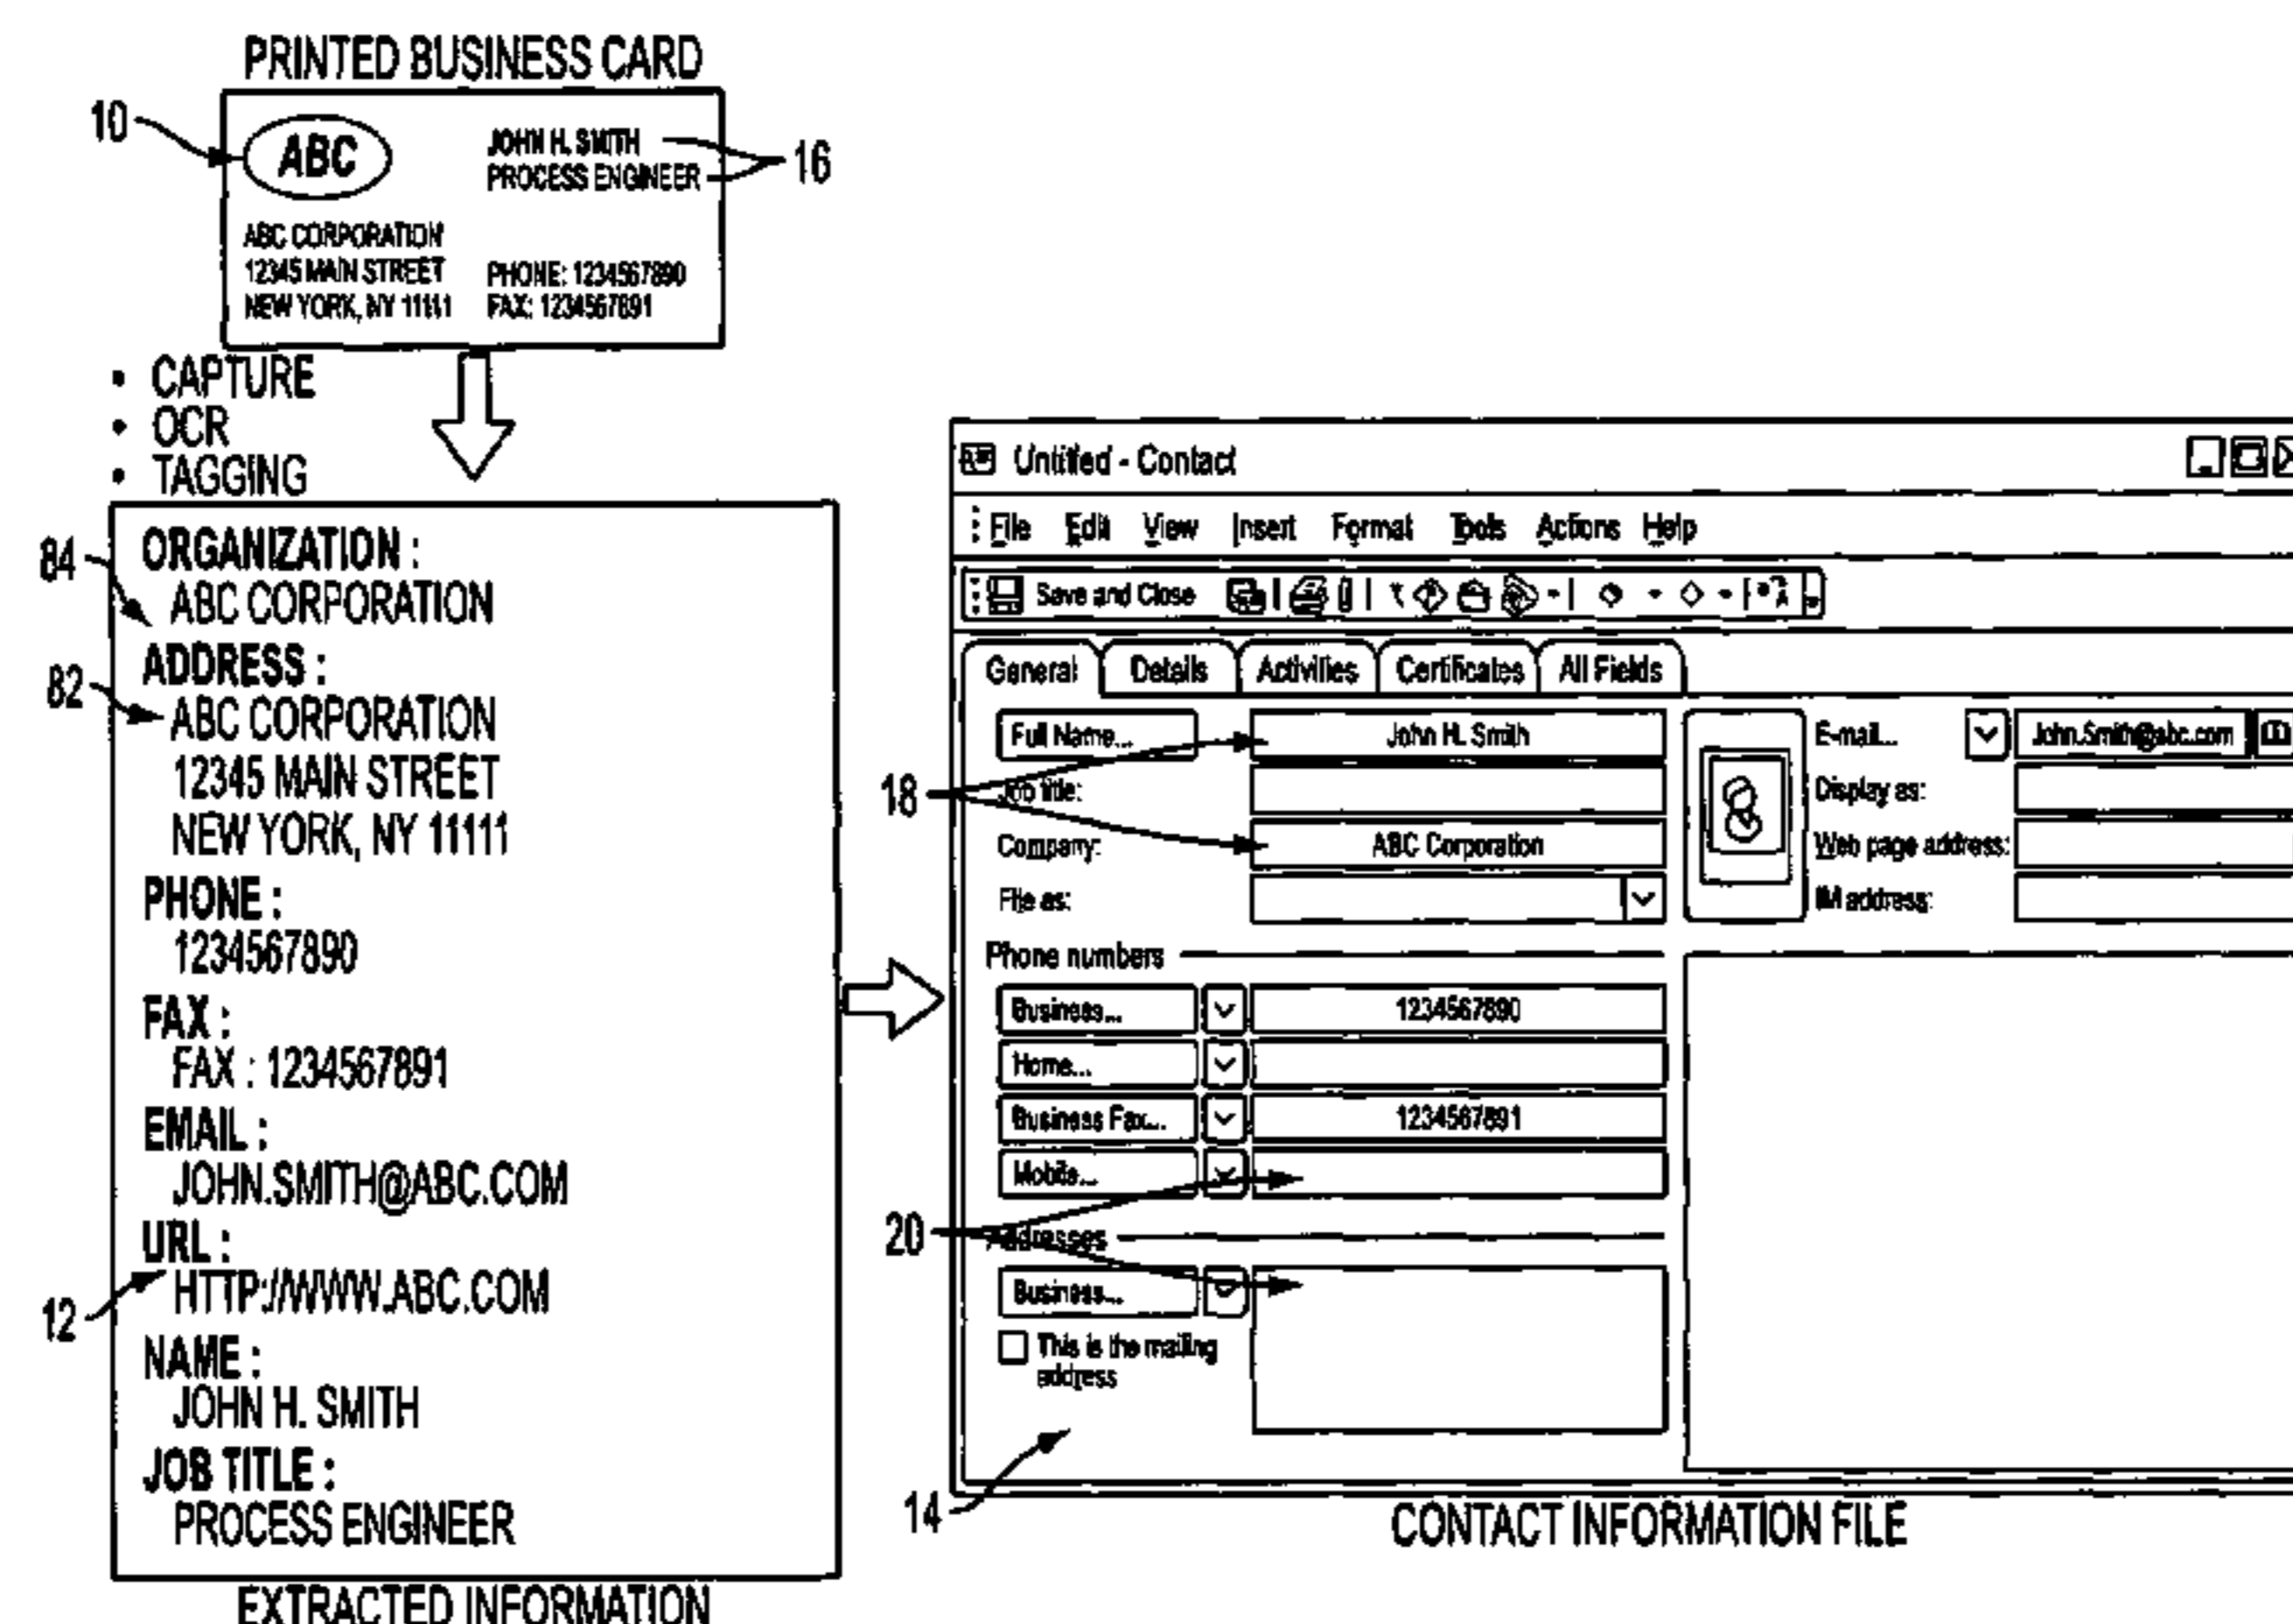 PRINTED BUSINESS CARD
10
ABC
JOHN H. SMITH
PROCESS ENGINEER
16
ABC CORPORATION
12345 MAIN STREET
NEW YORK, NY 11111
PHONE: 1234567890
FAX: 1234567891
• CAPTURE
• OCR
• TAGGING
84
82
12
ORGANIZATION :
ABC CORPORATION
ADDRESS :
ABC CORPORATION
12345 MAIN STREET
NEW YORK, NY 11111
PHONE :
1234567890
FAX :
FAX : 1234567891
EMAIL :
JOHN.SMITH@ABC.COM
URL :
HTTP://WWW.ABC.COM
NAME :
JOHN H. SMITH
JOB TITLE :
PROCESS ENGINEER
EXTRACTED INFORMATION
Untitled - Contact
File Edit View Insert Format Tools Actions Help
Save and Close
General Details Activities Certificates All Fields
Full Name... John H. Smith
18
Job title:
Company: ABC Corporation
File as:
E-mail... John.Smith@abc.com
Display as:
Web page address:
IM address:
Phone numbers
Business... 1234567890
Home...
Business Fax... 1234567891
Mobile...
20
Addresses
Business...
This is the mailing
address
14
CONTACT INFORMATION FILE